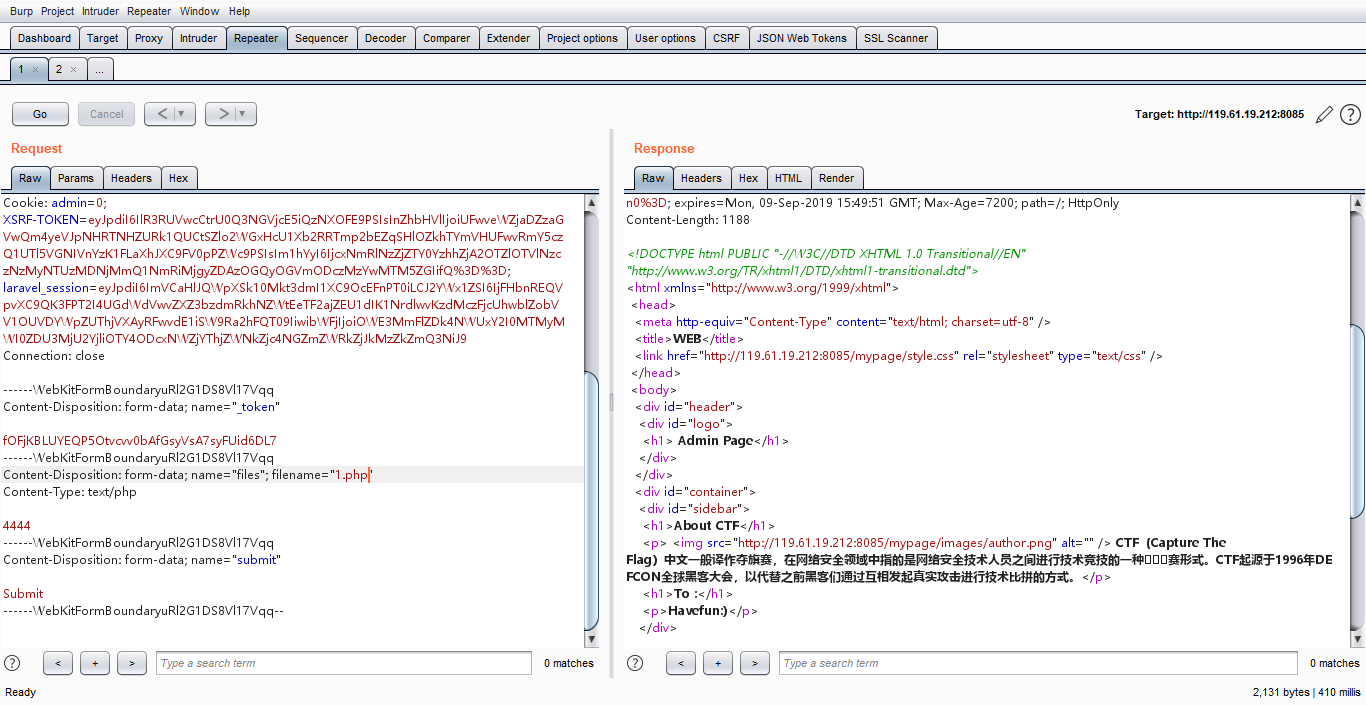 Burp Project Intruder Repeater Window Help
Dashboard Target Proxy Intruder Repeater Sequencer Decoder Comparer Extender Project options User options CSRF JSON Web Tokens SSL Scanner
1 × 2 × ...
Go Cancel < ▼ > ▼ Target: http://119.61.19.212:8085 ?
Request
Raw Params Headers Hex
Cookie: admin=0;
Connection: close
------WebKitFormBoundaryuRl2G1DS8Vl17Vqq
Content-Disposition: form-data; name="_token"
fOFjKBLUYEQP5Otvcvv0bAfGsyVsA7syFUid6DL7
------WebKitFormBoundaryuRl2G1DS8Vl17Vqq
Content-Disposition: form-data; name="files"; filename="1.php"
Content-Type: text/php
4444
------WebKitFormBoundaryuRl2G1DS8Vl17Vqq
Content-Disposition: form-data; name="submit"
Submit
------WebKitFormBoundaryuRl2G1DS8Vl17Vqq--
? < + > Type a search term 0 matches
Response
Raw Headers Hex HTML Render
n0%3D; expires=Mon, 09-Sep-2019 15:49:51 GMT; Max-Age=7200; path=/; HttpOnly
Content-Length: 1188
<!DOCTYPE html PUBLIC "-//W3C//DTD XHTML 1.0 Transitional//EN"
"http://www.w3.org/TR/xhtml1/DTD/xhtml1-transitional.dtd">
<html xmlns="http://www.w3.org/1999/xhtml">
<head>
<meta http-equiv="Content-Type" content="text/html; charset=utf-8" />
<title>WEB</title>
<link href="http://119.61.19.212:8085/mypage/style.css" rel="stylesheet" type="text/css" />
</head>
<body>
<div id="header">
<div id="logo">
<h1> Admin Page</h1>
</div>
</div>
<div id="container">
<div id="sidebar">
<h1>About CTF</h1>
<p> <img src="http://119.61.19.212:8085/mypage/images/author.png" alt="" /> CTF (Capture The
Flag）中文一般译作夺旗赛，在网络安全领域中指的是网络安全技术人员之间进行技术竞技的一种□□□赛形式。CTF起源于1996年DE
FCON全球黑客大会，以代替之前黑客们通过互相发起真实攻击进行技术比拼的方式。</p>
<h1>To :</h1>
<p>Havefun:)</p>
</div>
? < + > Type a search term 0 matches
Ready 2,131 bytes | 410 millis